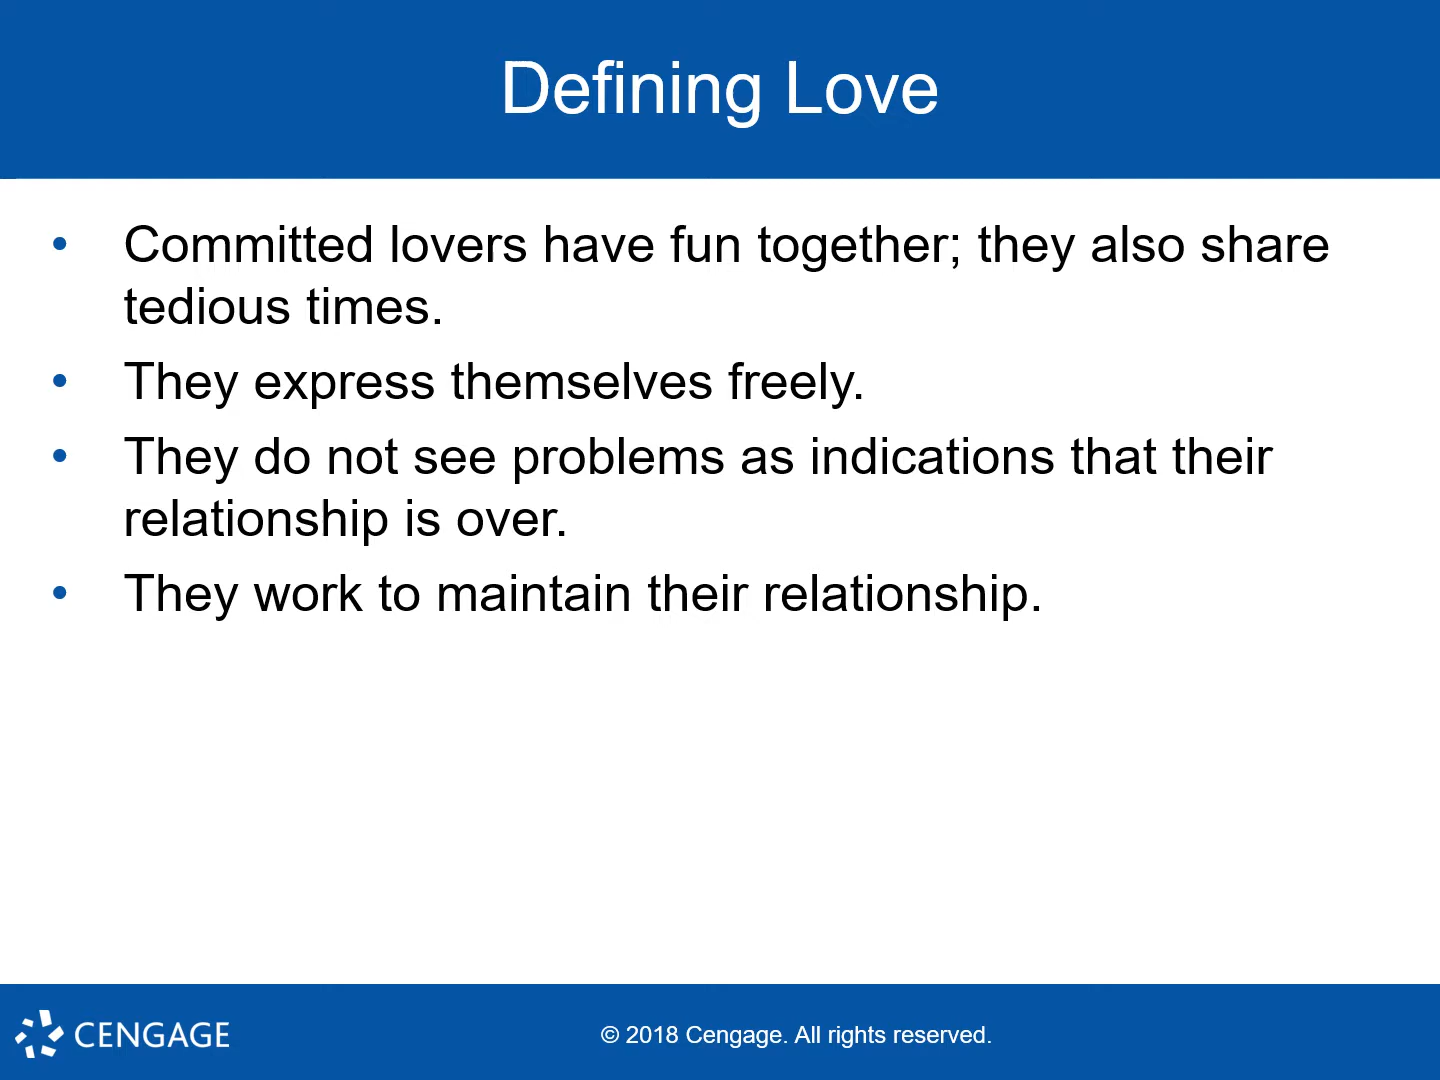 Defining Love
• Committed lovers have fun together; they also share
tedious times.
• They express themselves freely.
• They do not see problems as indications that their
relationship is over.
• They work to maintain their relationship.
CENGAGE
© 2018 Cengage. All rights reserved.